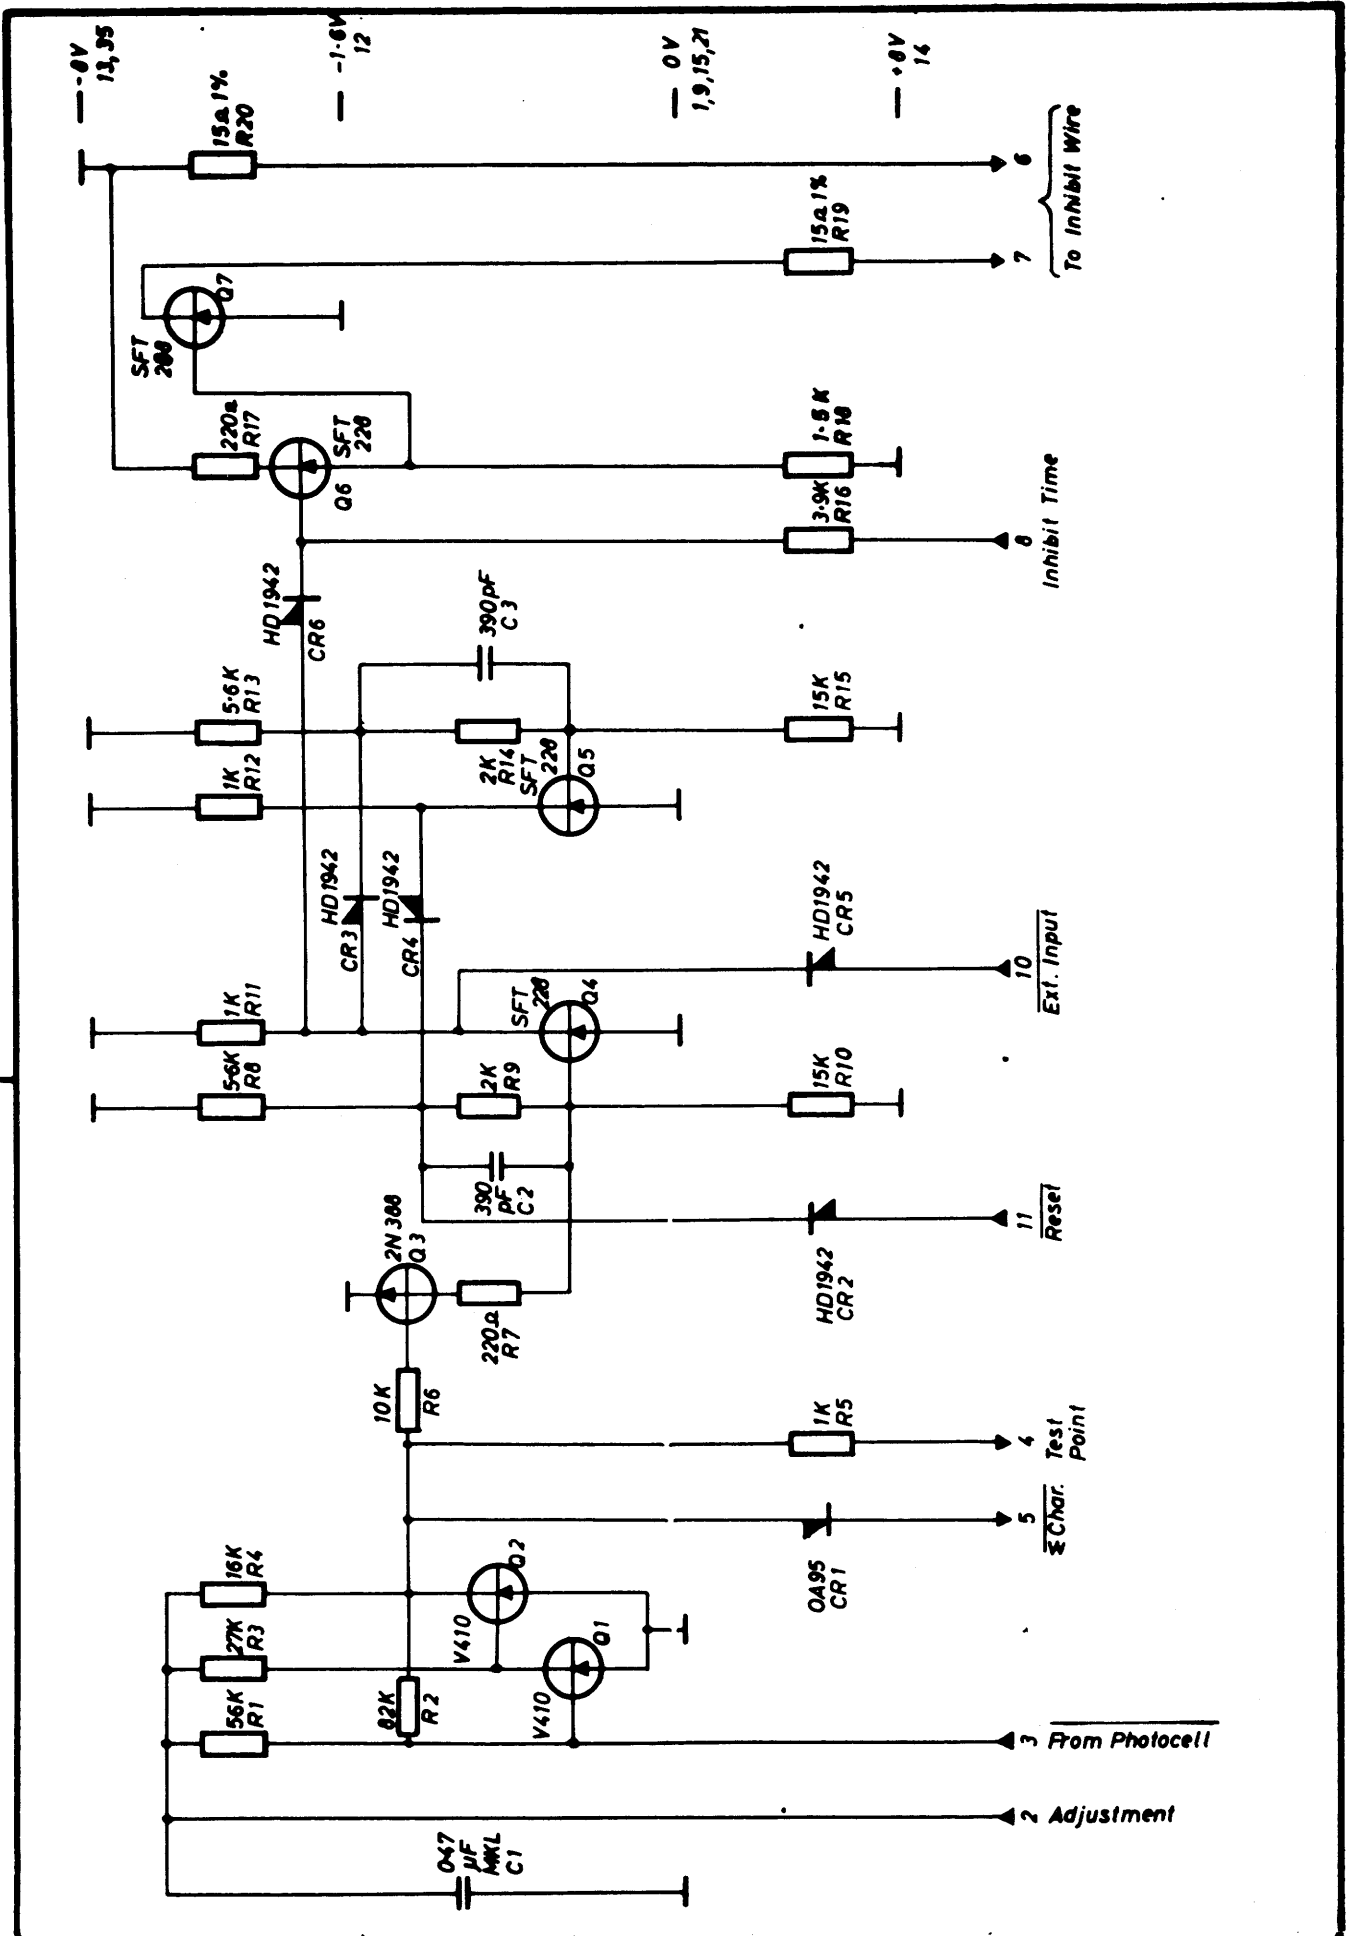 -8V
13,35
-1·6V
12
0V
1,9,15,21
+8V
14
15Ω 1%
R20
6
15Ω 1%
R19
7
To Inhibit Wire
Q7
SFT
288
220Ω
R17
SFT
228
Q6
1·5K
R18
3·9K
R16
8
Inhibit Time
HD1942
CR6
390pF
C3
5·6K
R13
1K
R12
2K
R14
SFT
228
Q5
15K
R15
HD1942
CR3
HD1942
CR4
HD1942
CR5
10
Ext. Input
1K
R11
5·6K
R8
SFT
228
Q4
2K
R9
15K
R10
390
pF
C2
11
Reset
HD1942
CR2
2N388
Q3
220Ω
R7
10K
R6
1K
R5
4
Test
Point
5
Char.
OA95
CR1
16K
R4
27K
R3
56K
R1
Q2
V410
Q1
V410
82K
R2
3
From Photocell
2
Adjustment
0·47
µF
MKL
C1